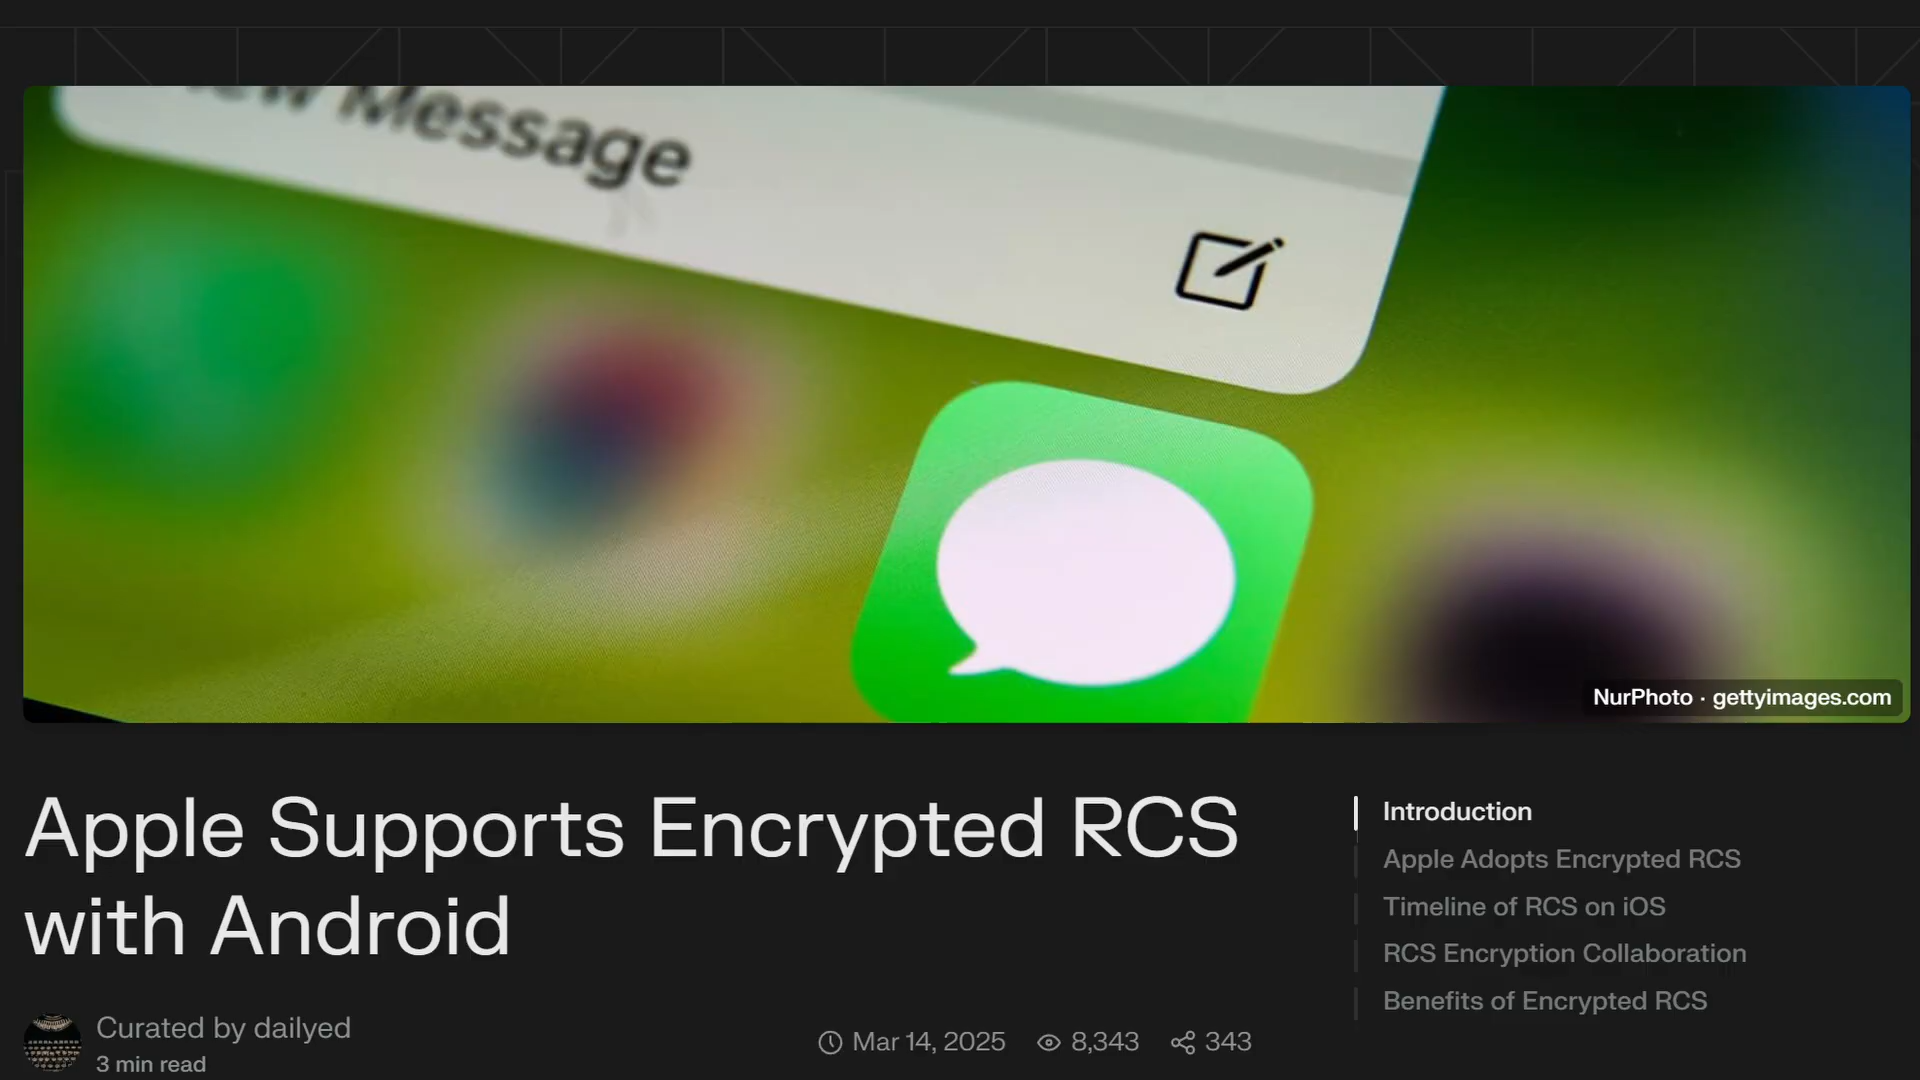 Message
NurPhoto · gettyimages.com
Apple Supports Encrypted RCS
with Android
Curated by dailyed
3 min read
Mar 14, 2025
8,343
343
Introduction
Apple Adopts Encrypted RCS
Timeline of RCS on iOS
RCS Encryption Collaboration
Benefits of Encrypted RCS